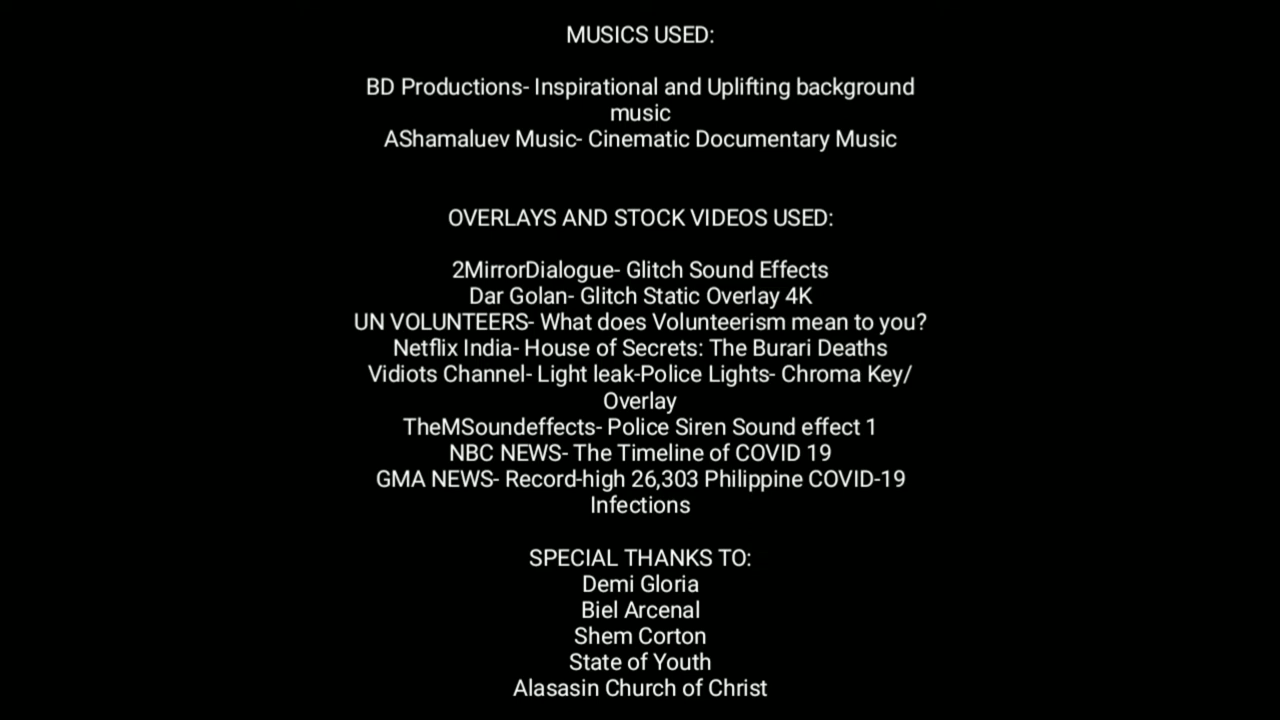 MUSICS USED:
BD Productions- Inspirational and Uplifting background
music
AShamaluev Music- Cinematic Documentary Music
OVERLAYS AND STOCK VIDEOS USED:
2MirrorDialogue- Glitch Sound Effects
Dar Golan- Glitch Static Overlay 4K
UN VOLUNTEERS- What does Volunteerism mean to you?
Netflix India- House of Secrets: The Burari Deaths
Vidiots Channel- Light leak-Police Lights- Chroma Key/
Overlay
TheMSoundeffects- Police Siren Sound effect 1
NBC NEWS- The Timeline of COVID 19
GMA NEWS- Record-high 26,303 Philippine COVID-19
Infections
SPECIAL THANKS TO:
Demi Gloria
Biel Arcenal
Shem Corton
State of Youth
Alasasin Church of Christ